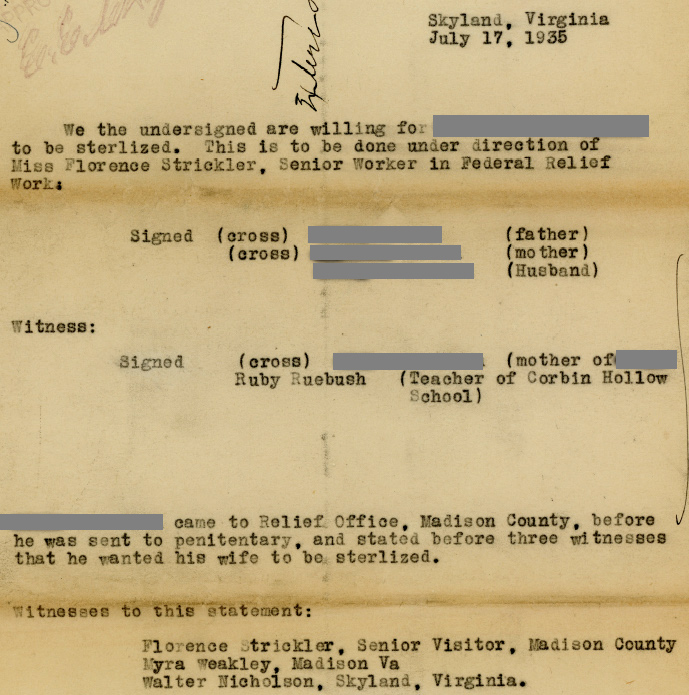 Skyland, Virginia
July 17, 1935
We the undersigned are willing for
to be sterlized. This is to be done under direction of
Miss Florence Strickler, Senior Worker in Federal Relief
Work.
Signed (cross) (father)
(cross) (mother)
(Husband)
Witness:
Signed (cross) (mother of
Ruby Ruebush (Teacher of Corbin Hollow
School)
came to Relief Office, Madison County, before
he was sent to penitentary, and stated before three witnesses
that he wanted his wife to be sterlized.
Witnesses to this statement:
Florence Strickler, Senior Visitor, Madison County
Myra Weakley, Madison Va
Walter Nicholson, Skyland, Virginia.